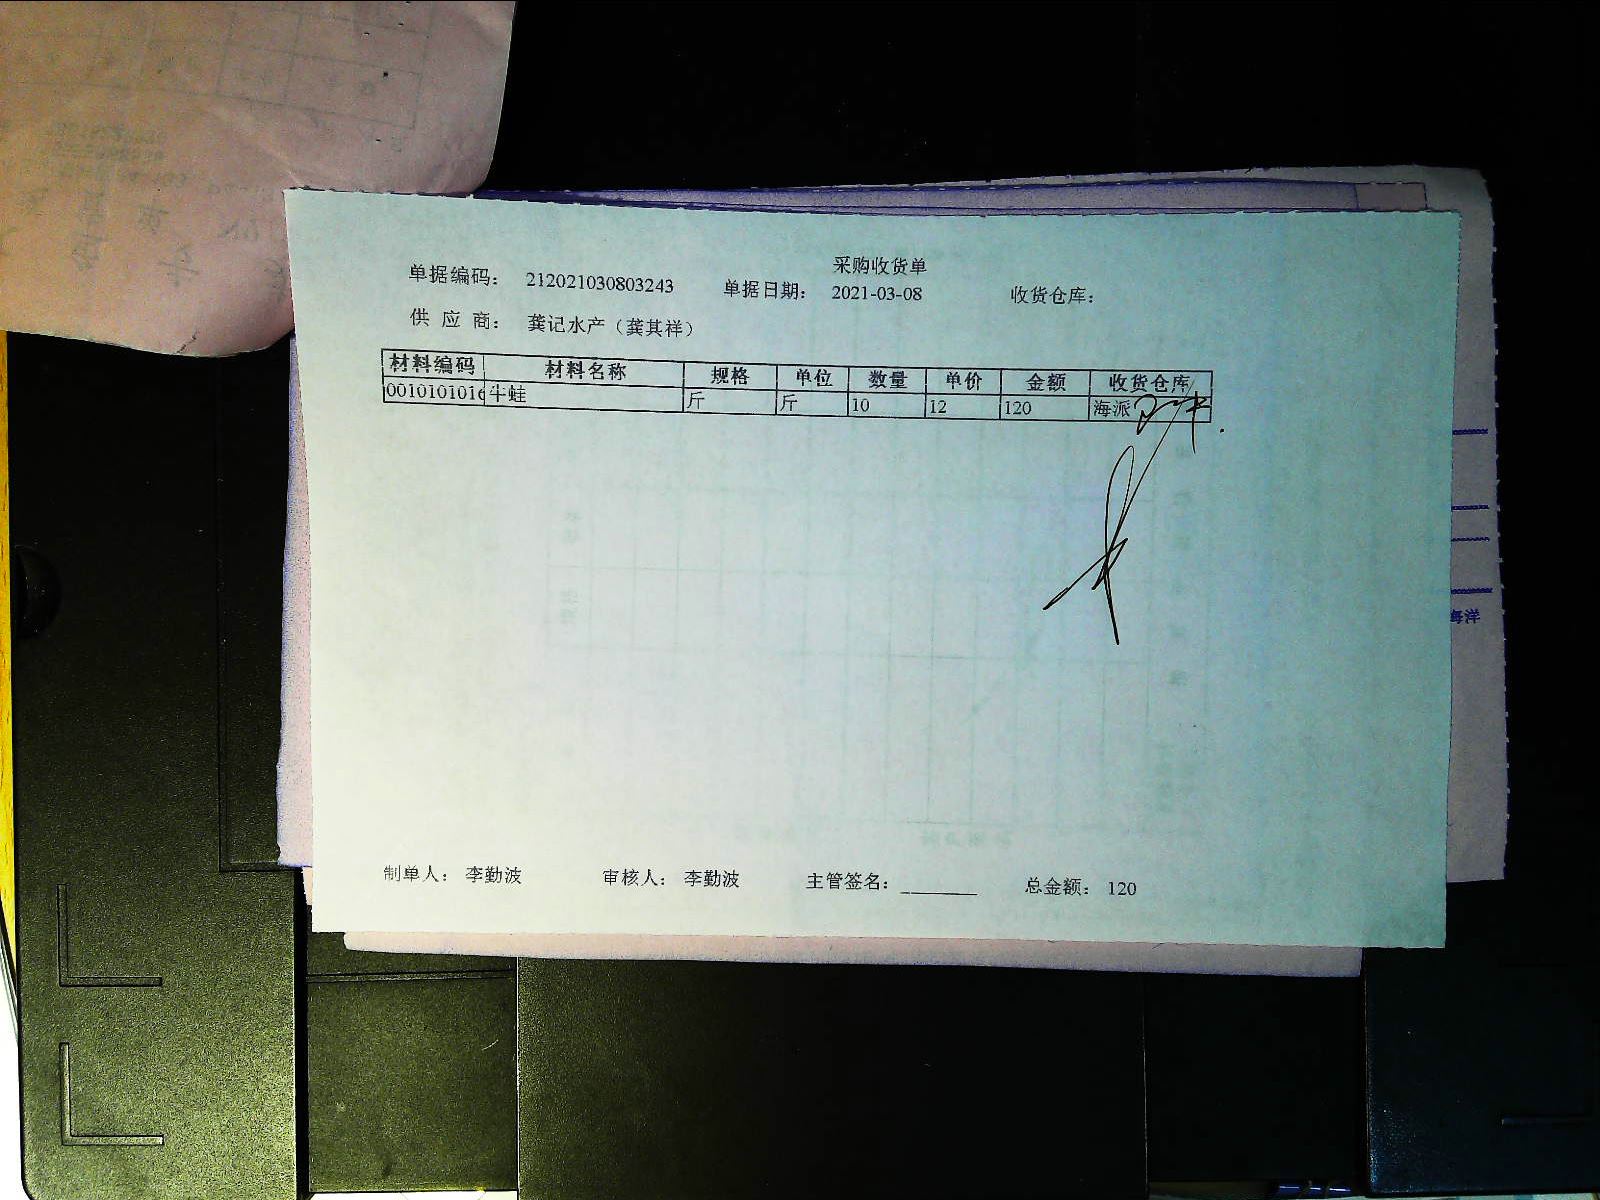 采购收货单
单据编码： 212021030803243 单据日期： 2021-03-08 收货仓库：
供 应 商： 龚记水产（龚其祥）
材料编码 材料名称 规格 单位 数量 单价 金额 收货仓库
0010101016 牛蛙 斤 斤 10 12 120 海派
制单人： 李勤波 审核人： 李勤波 主管签名：________ 总金额： 120
海洋